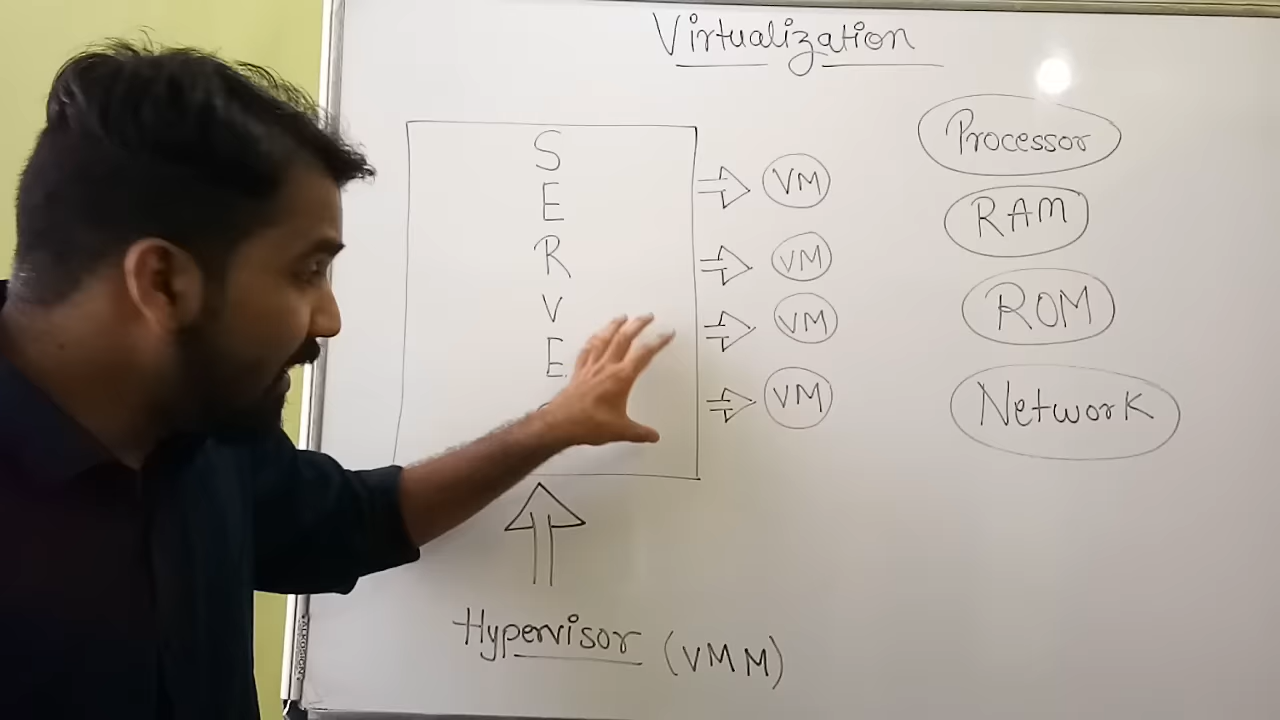 Virtualization
S
E
R
V
E
VM
VM
VM
VM
Processor
RAM
ROM
Network
Hypervisor (VMM)